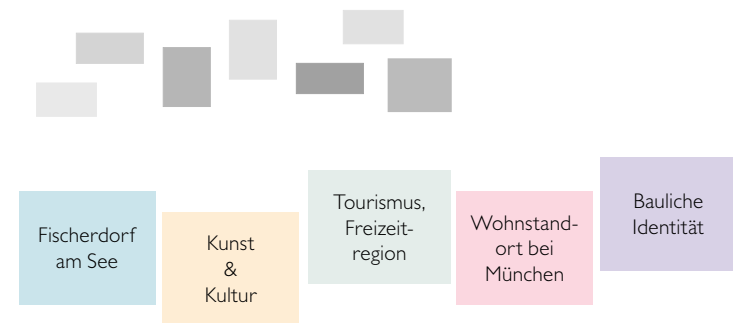 Fischerdorf
am See
Kunst
&
Kultur
Tourismus,
Freizeit-
region
Wohnstand-
ort bei
München
Bauliche
Identität